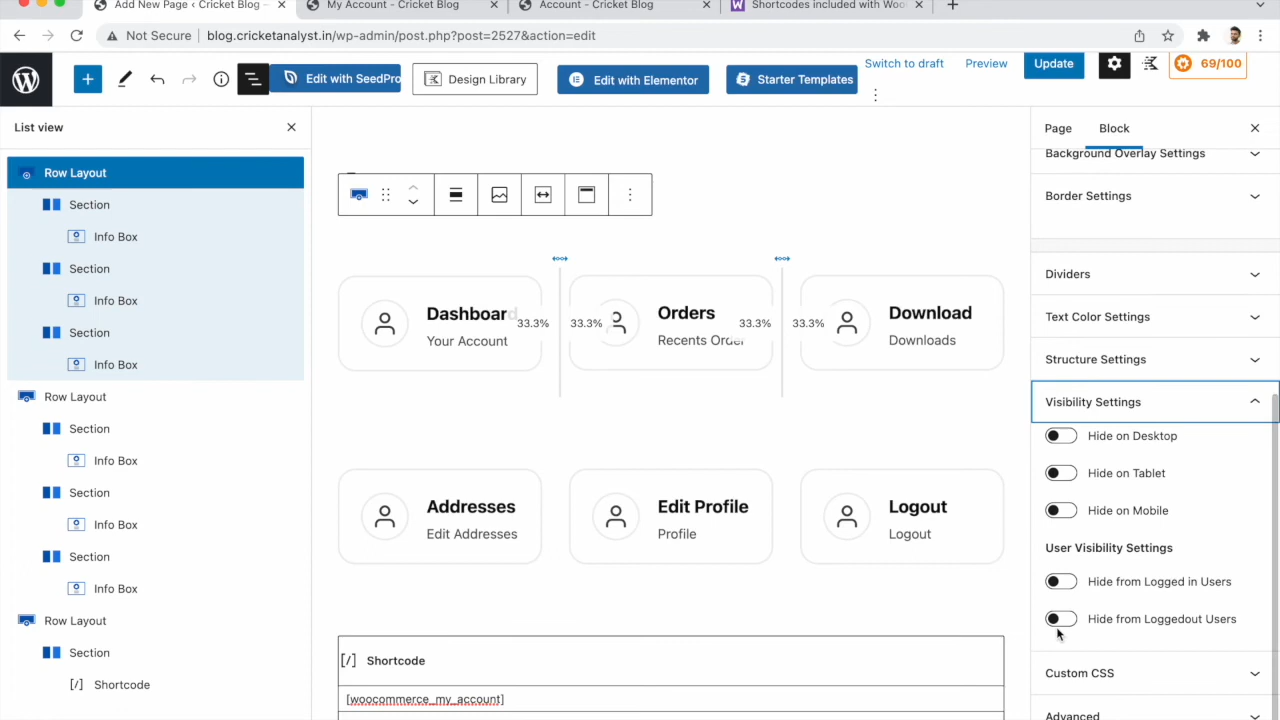 Add New Page ‹ Cricket Blog –
My Account - Cricket Blog
Account - Cricket Blog
Shortcodes included with Woo
Not Secure
blog.cricketanalyst.in/wp-admin/post.php?post=2527&action=edit
Edit with SeedPro
Design Library
Edit with Elementor
Starter Templates
Switch to draft
Preview
Update
69/100
List view
Row Layout
Section
Info Box
Section
Info Box
Section
Info Box
Row Layout
Section
Info Box
Section
Info Box
Section
Info Box
Row Layout
Section
[/] Shortcode
Dashboard
Your Account
33.3%
33.3%
Orders
Recents Order
33.3%
33.3%
Download
Downloads
Addresses
Edit Addresses
Edit Profile
Profile
Logout
Logout
[/] Shortcode
[woocommerce_my_account]
Page
Block
Background Overlay Settings
Border Settings
Dividers
Text Color Settings
Structure Settings
Visibility Settings
Hide on Desktop
Hide on Tablet
Hide on Mobile
User Visibility Settings
Hide from Logged in Users
Hide from Loggedout Users
Custom CSS
Advanced